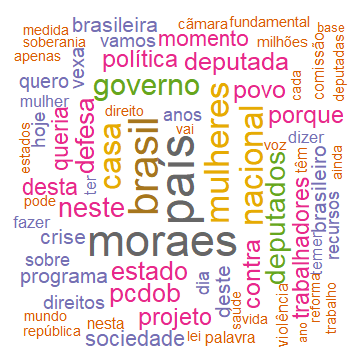 medida
brasileira
câmara
fundamental
soberania
vamos
momento
milhões
base
apenas
vexa
política
deputada
comissão
deputadas
quero
governo
povo
cada
mulher
casa
direito
anos
porque
hoje
queria
defesa
brasil
país
vai
mulheres
nacional
voz
dizer
ainda
estados
desta
ter
deputados
têm
brasileiro
pode
neste
trabalhadores
recursos
fazer
moraes
temer
crise
contra
sobre
estado
dia
deste
violência
reforma
programa
pcdob
saúde
vida
ano
trabalho
direitos
projeto
mundo
nesta
lei
palavra
república
sociedade